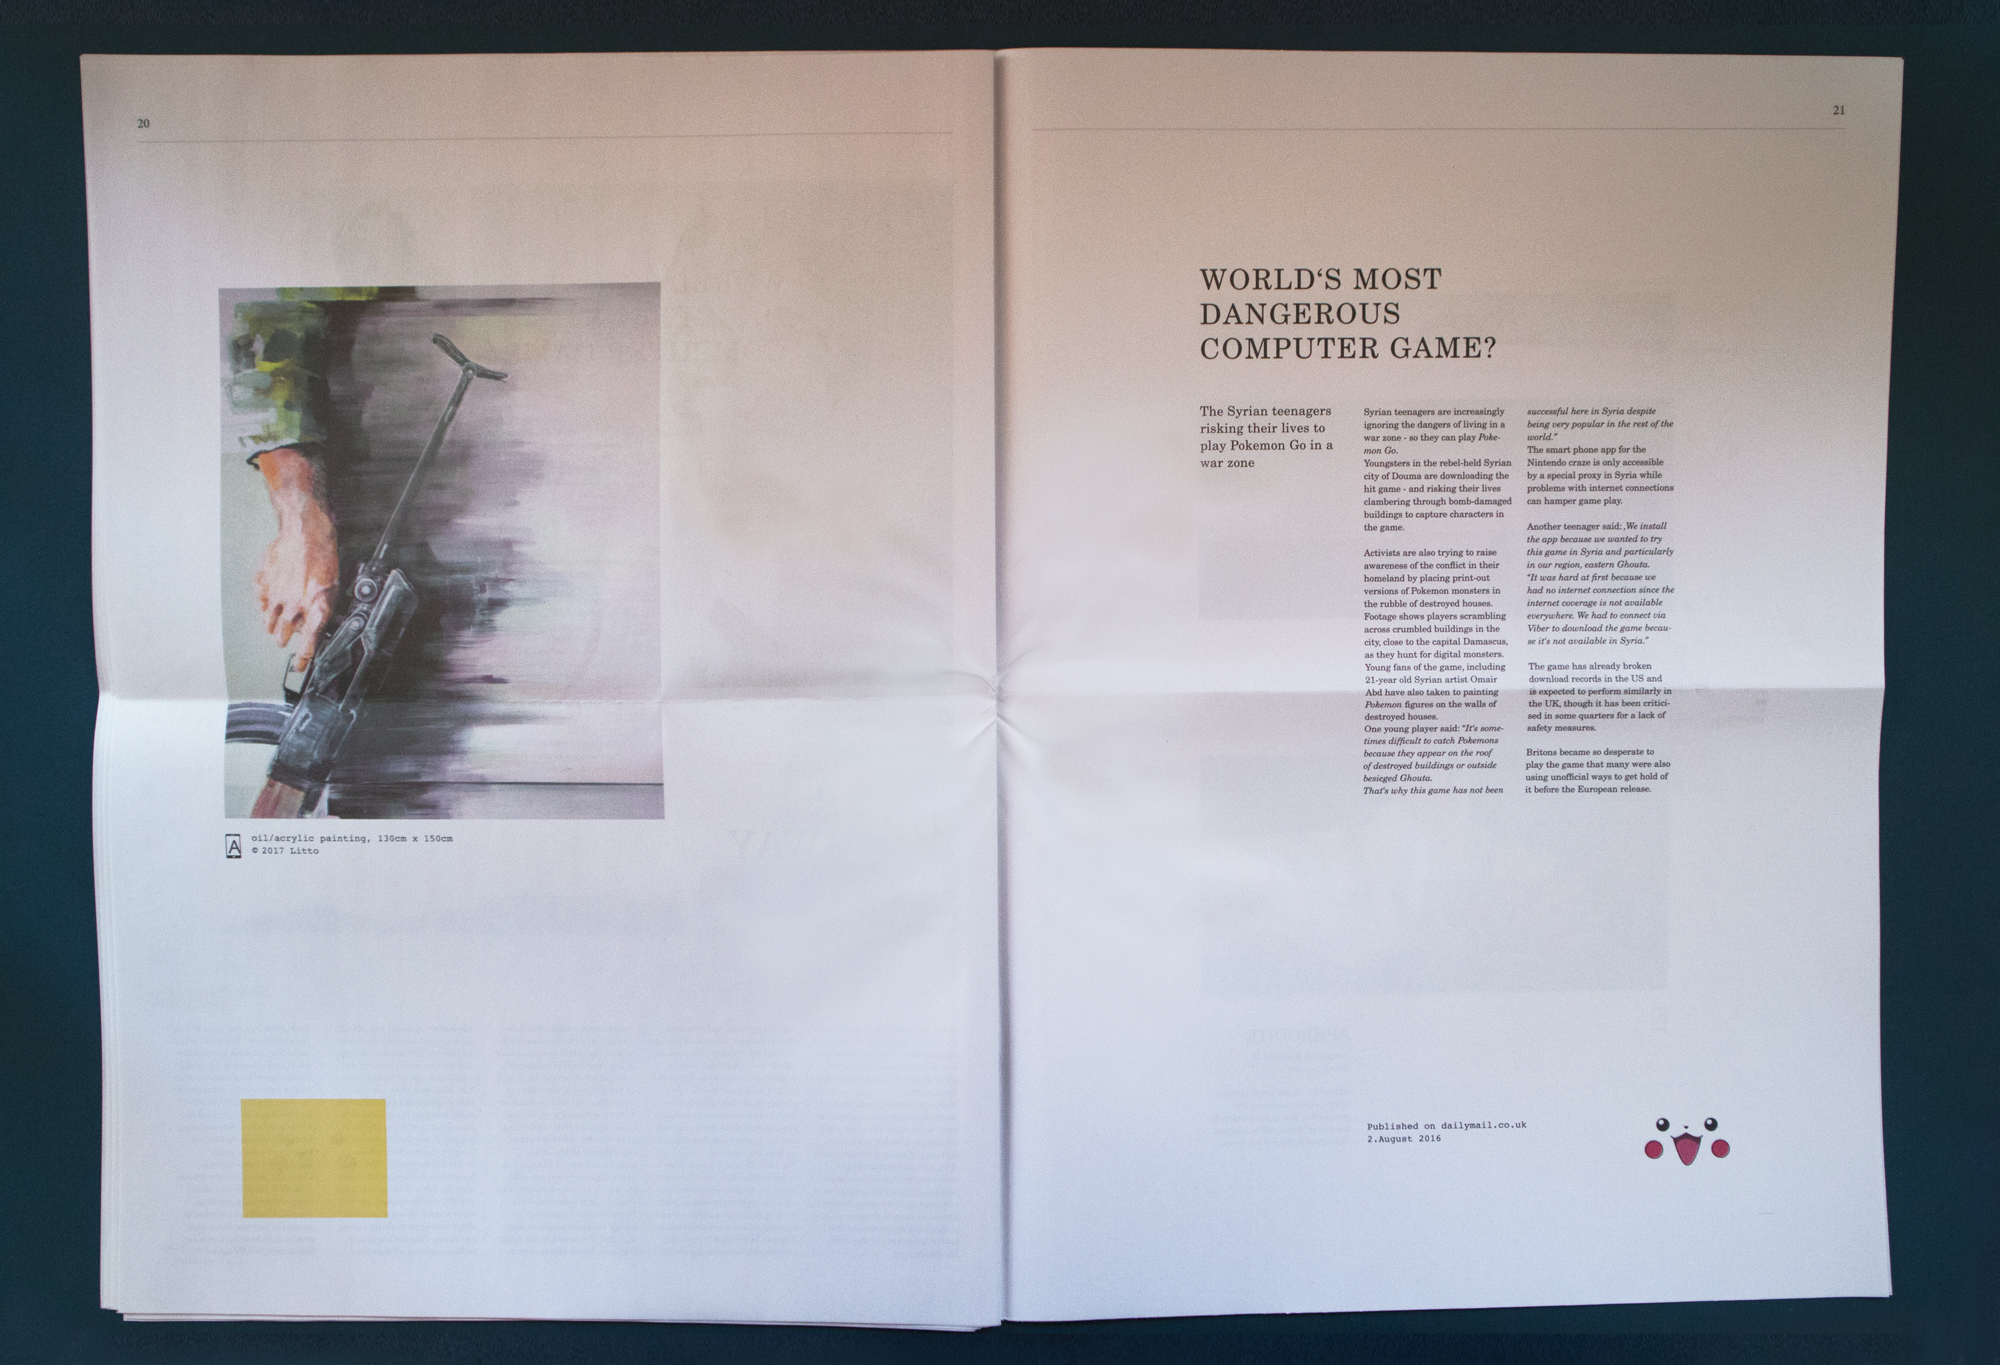 20
oil/acrylic painting, 130cm x 150cm
© 2017 Litto
A
21
WORLD‘S MOST
DANGEROUS
COMPUTER GAME?
The Syrian teenagers
risking their lives to
play Pokemon Go in a
war zone
Syrian teenagers are increasingly
ignoring the dangers of living in a
war zone - so they can play Poke-
mon Go.
Youngsters in the rebel-held Syrian
city of Douma are downloading the
hit game - and risking their lives
clambering through bomb-damaged
buildings to capture characters in
the game.
Activists are also trying to raise
awareness of the conflict in their
homeland by placing print-out
versions of Pokemon monsters in
the rubble of destroyed houses.
Footage shows players scrambling
across crumbled buildings in the
city, close to the capital Damascus,
as they hunt for digital monsters.
Young fans of the game, including
21-year old Syrian artist Omair
Abd have also taken to painting
Pokemon figures on the walls of
destroyed houses.
One young player said: "It's some-
times difficult to catch Pokemons
because they appear on the roof
of destroyed buildings or outside
besieged Ghouta.
That's why this game has not been
successful here in Syria despite
being very popular in the rest of the
world."
The smart phone app for the
Nintendo craze is only accessible
by a special proxy in Syria while
problems with internet connections
can hamper game play.
Another teenager said: ‚We install
the app because we wanted to try
this game in Syria and particularly
in our region, eastern Ghouta.
"It was hard at first because we
had no internet connection since the
internet coverage is not available
everywhere. We had to connect via
Viber to download the game becau-
se it's not available in Syria."
The game has already broken
download records in the US and
is expected to perform similarly in
the UK, though it has been critici-
sed in some quarters for a lack of
safety measures.
Britons became so desperate to
play the game that many were also
using unofficial ways to get hold of
it before the European release.
Published on dailymail.co.uk
2.August 2016